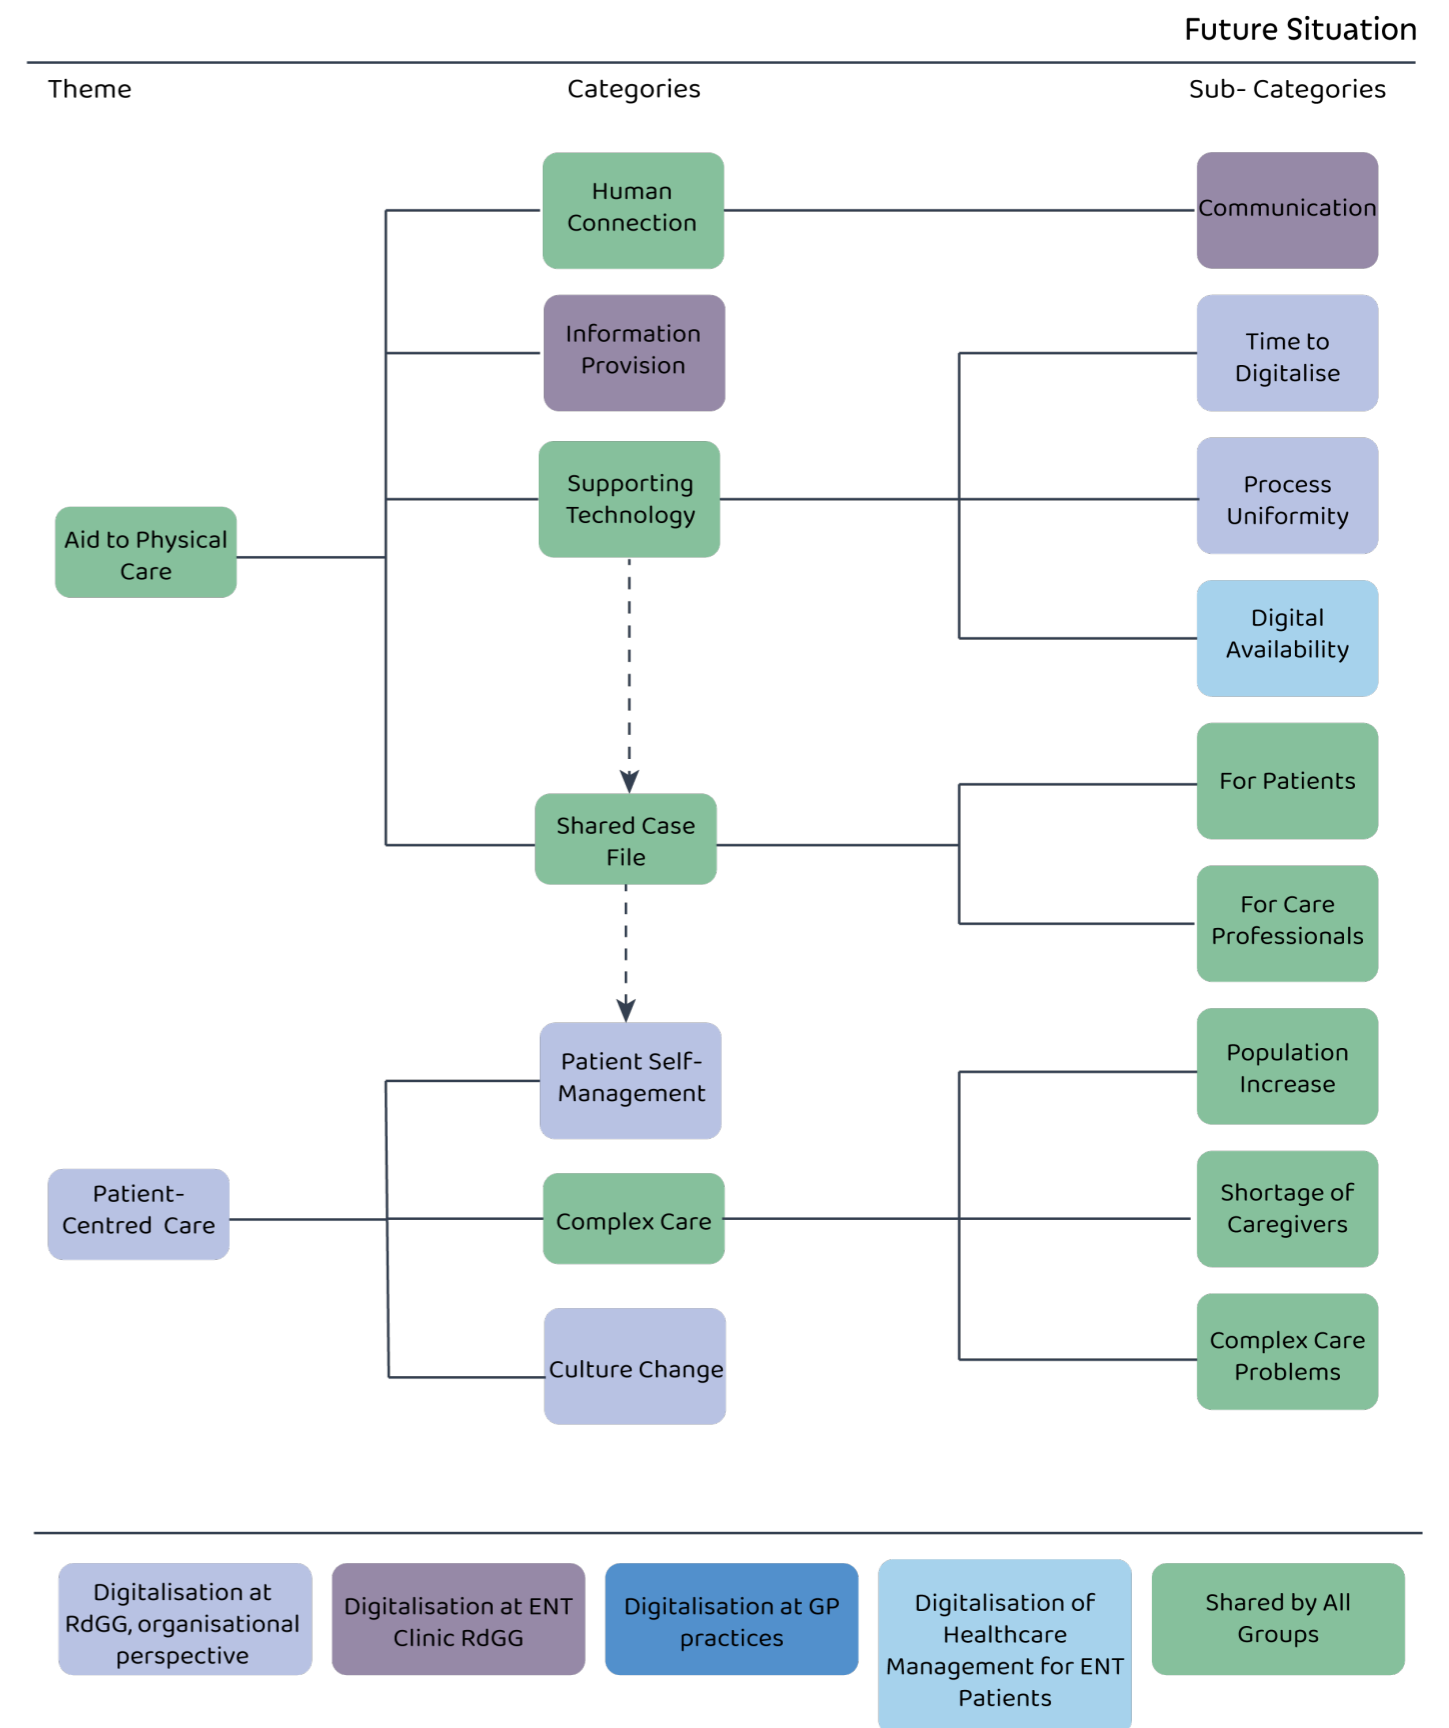 Future Situation
Theme
Categories
Sub- Categories
Human
Connection
Communication
Information
Provision
Time to
Digitalise
Supporting
Technology
Process
Uniformity
Aid to Physical
Care
Digital
Availability
Shared Case
File
For Patients
For Care
Professionals
Patient Self-
Management
Population
Increase
Patient-
Centred  Care
Complex Care
Shortage of
Caregivers
Culture Change
Complex Care
Problems
Digitalisation at
RdGG, organisational
perspective
Digitalisation at ENT
Clinic RdGG
Digitalisation at GP
practices
Digitalisation of
Healthcare
Management for ENT
Patients
Shared by All
Groups